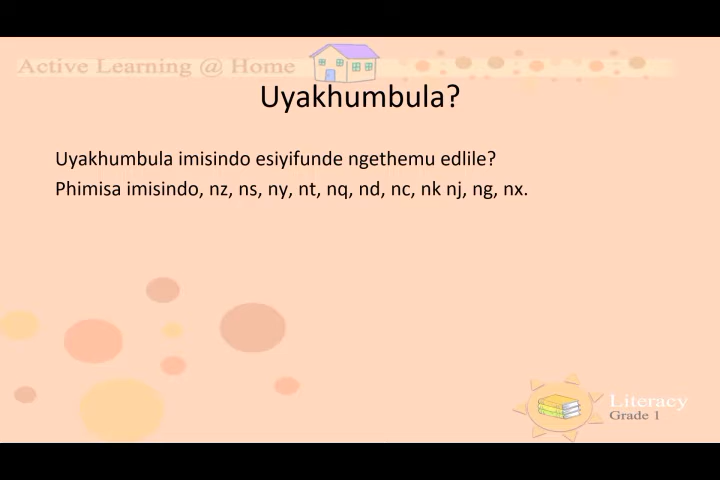 Active Learning @ Home
Uyakhumbula?
Uyakhumbula imisindo esiyifunde ngethemu edlile?
Phimisa imisindo, nz, ns, ny, nt, nq, nd, nc, nk nj, ng, nx.
Literacy
Grade 1